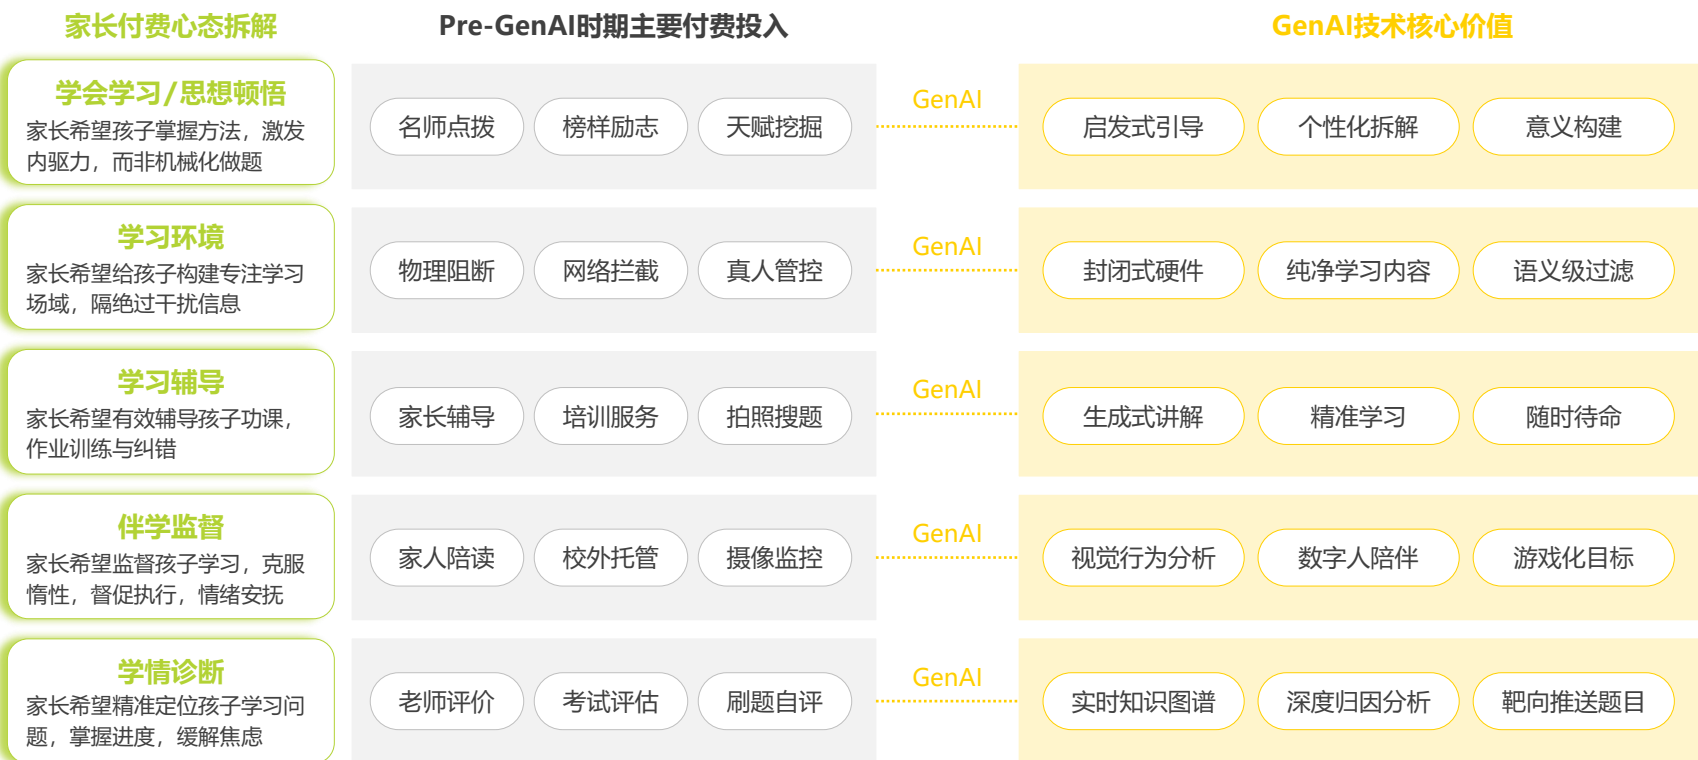 家长付费心态拆解
Pre-GenAI时期主要付费投入
GenAI技术核心价值
学会学习/思想顿悟
家长希望孩子掌握方法，激发
内驱力，而非机械化做题
名师点拨
榜样励志
天赋挖掘
GenAI
启发式引导
个性化拆解
意义构建
学习环境
家长希望给孩子构建专注学习
场域，隔绝过干扰信息
物理阻断
网络拦截
真人管控
GenAI
封闭式硬件
纯净学习内容
语义级过滤
学习辅导
家长希望有效辅导孩子功课，
作业训练与纠错
家长辅导
培训服务
拍照搜题
GenAI
生成式讲解
精准学习
随时待命
伴学监督
家长希望监督孩子学习，克服
惰性，督促执行，情绪安抚
家人陪读
校外托管
摄像监控
GenAI
视觉行为分析
数字人陪伴
游戏化目标
学情诊断
家长希望精准定位孩子学习问
题，掌握进度，缓解焦虑
老师评价
考试评估
刷题自评
GenAI
实时知识图谱
深度归因分析
靶向推送题目